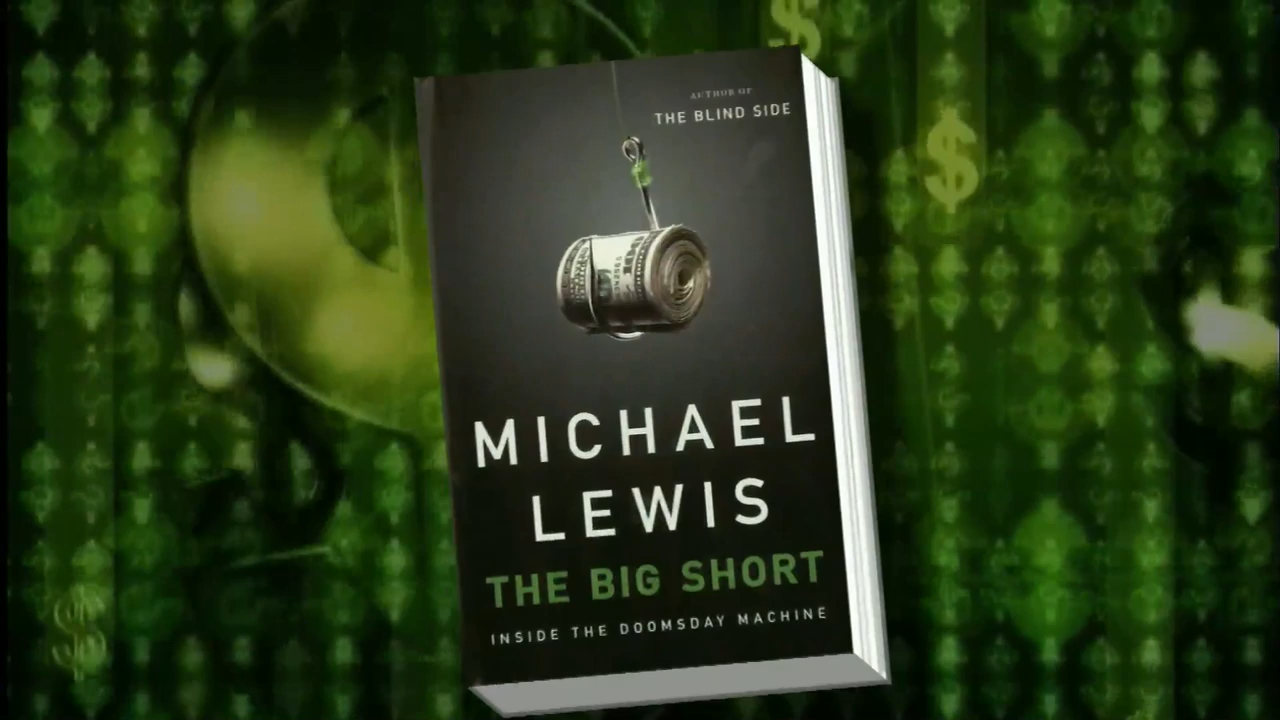 AUTHOR OF
THE BLIND SIDE
MICHAEL
LEWIS
THE BIG SHORT
INSIDE THE DOOMSDAY MACHINE